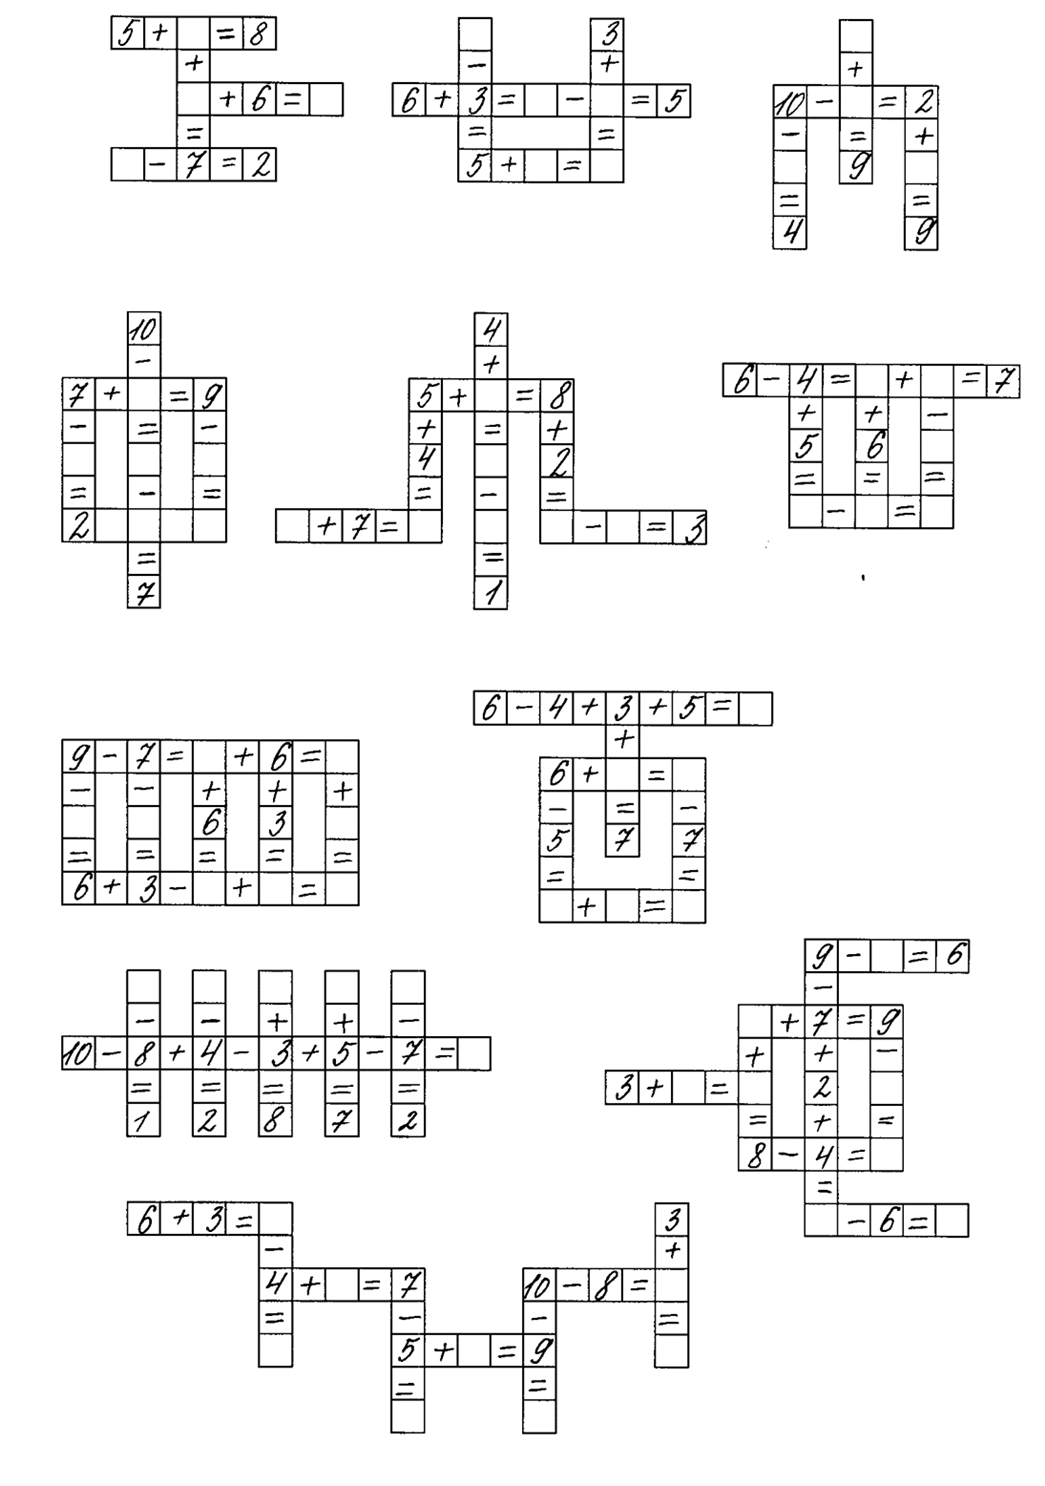 5 + = 8
+
+ 6 =
=
- 7 = 2
3
- +
6 + 3 = - = 5
= =
5 + =
+
10 - = 2
- = +
9
= =
4 9
10
-
7 + = 9
- = -
= - =
2
=
7
4
+
5 + = 8
+ = +
4 2
= - =
+ 7 = - = 3
=
1
6 - 4 = + = 7
+ + -
5 6
= = =
- =
9 - 7 = + 6 =
- - + + +
6 3
= = = = =
6 + 3 - + =
6 - 4 + 3 + 5 =
+
6 + =
- = -
5 7 7
= =
+ =
- - + + -
10 - 8 + 4 - 3 + 5 - 7 =
= = = = =
1 2 8 7 2
9 - = 6
-
+ 7 = 9
+ + -
3 + = 2
= + =
8 - 4 =
=
- 6 =
6 + 3 = 3
- +
4 + = 7 10 - 8 =
= - - =
5 + = 9
= =